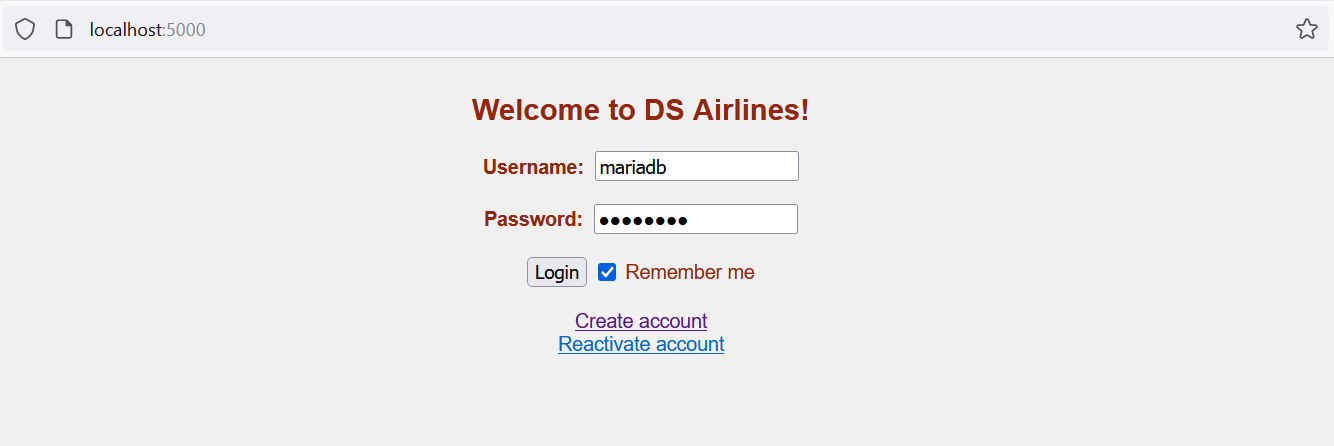 localhost:5000
Welcome to DS Airlines!
Username: mariadb
Password: ●●●●●●●●
Login Remember me
Create account
Reactivate account